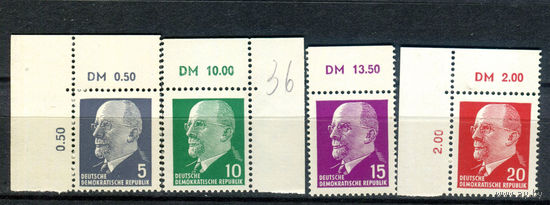 DM 0.50
0.50
5
DEUTSCHE
DEMOKRATISCHE REPUBLIK
DM 10.00
36
10
DEUTSCHE
DEMOKRATISCHE REPUBLIK
DM 13.50
15
DEUTSCHE
DEMOKRATISCHE REPUBLIK
DM 2.00
2.00
20
DEUTSCHE
DEMOKRATISCHE REPUBLIK